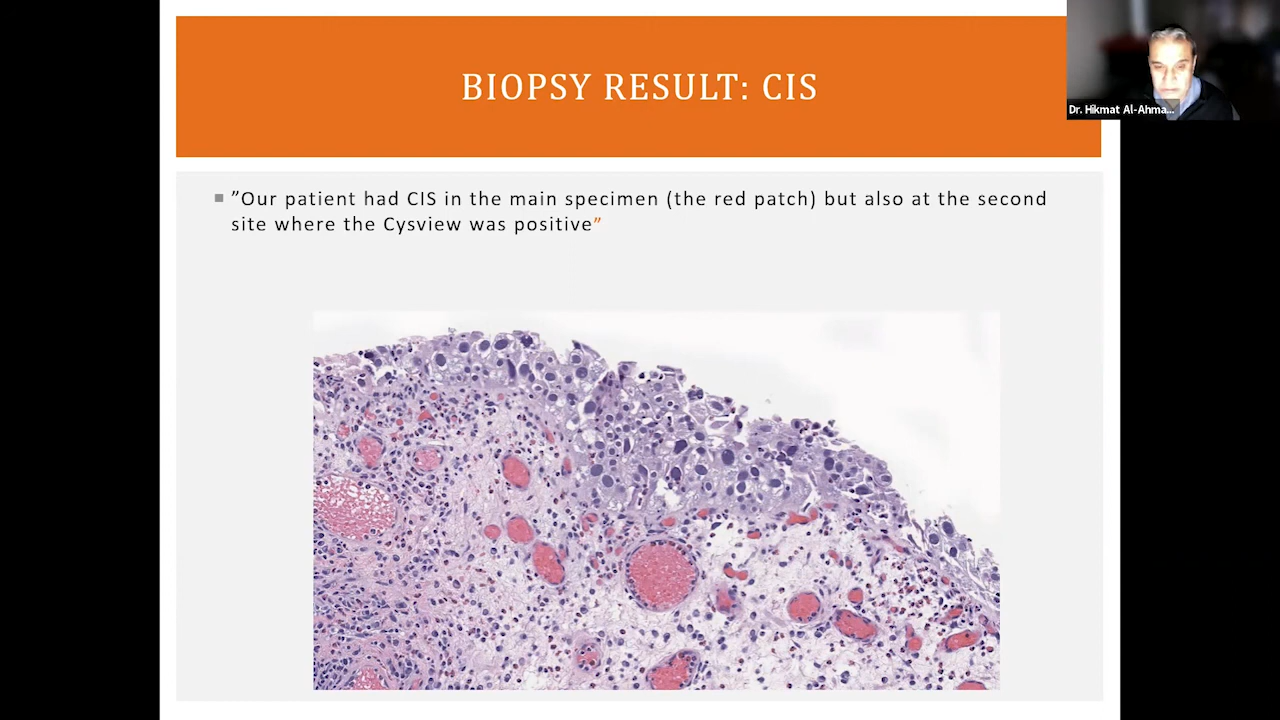 BIOPSY RESULT: CIS
Dr. Hikmat Al-Ahma...
”Our patient had CIS in the main specimen (the red patch) but also at the second
site where the Cysview was positive”